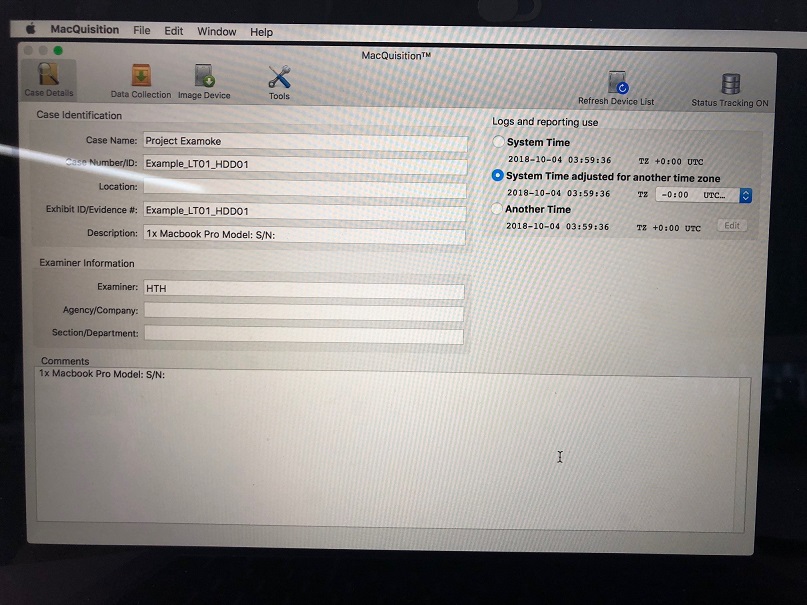 MacQuisition File Edit Window Help
MacQuisition™
Case Details Data Collection Image Device Tools Refresh Device List Status Tracking ON
Case Identification
Case Name: Project Examoke
Case Number/ID: Example_LT01_HDD01
Location:
Exhibit ID/Evidence #: Example_LT01_HDD01
Description: 1x Macbook Pro Model: S/N:
Logs and reporting use
System Time
2018-10-04 03:59:36 TZ +0:00 UTC
System Time adjusted for another time zone
2018-10-04 03:59:36 TZ -0:00 UTC...
Another Time
2018-10-04 03:59:36 TZ +0:00 UTC Edit
Examiner Information
Examiner: HTH
Agency/Company:
Section/Department:
Comments
1x Macbook Pro Model: S/N: